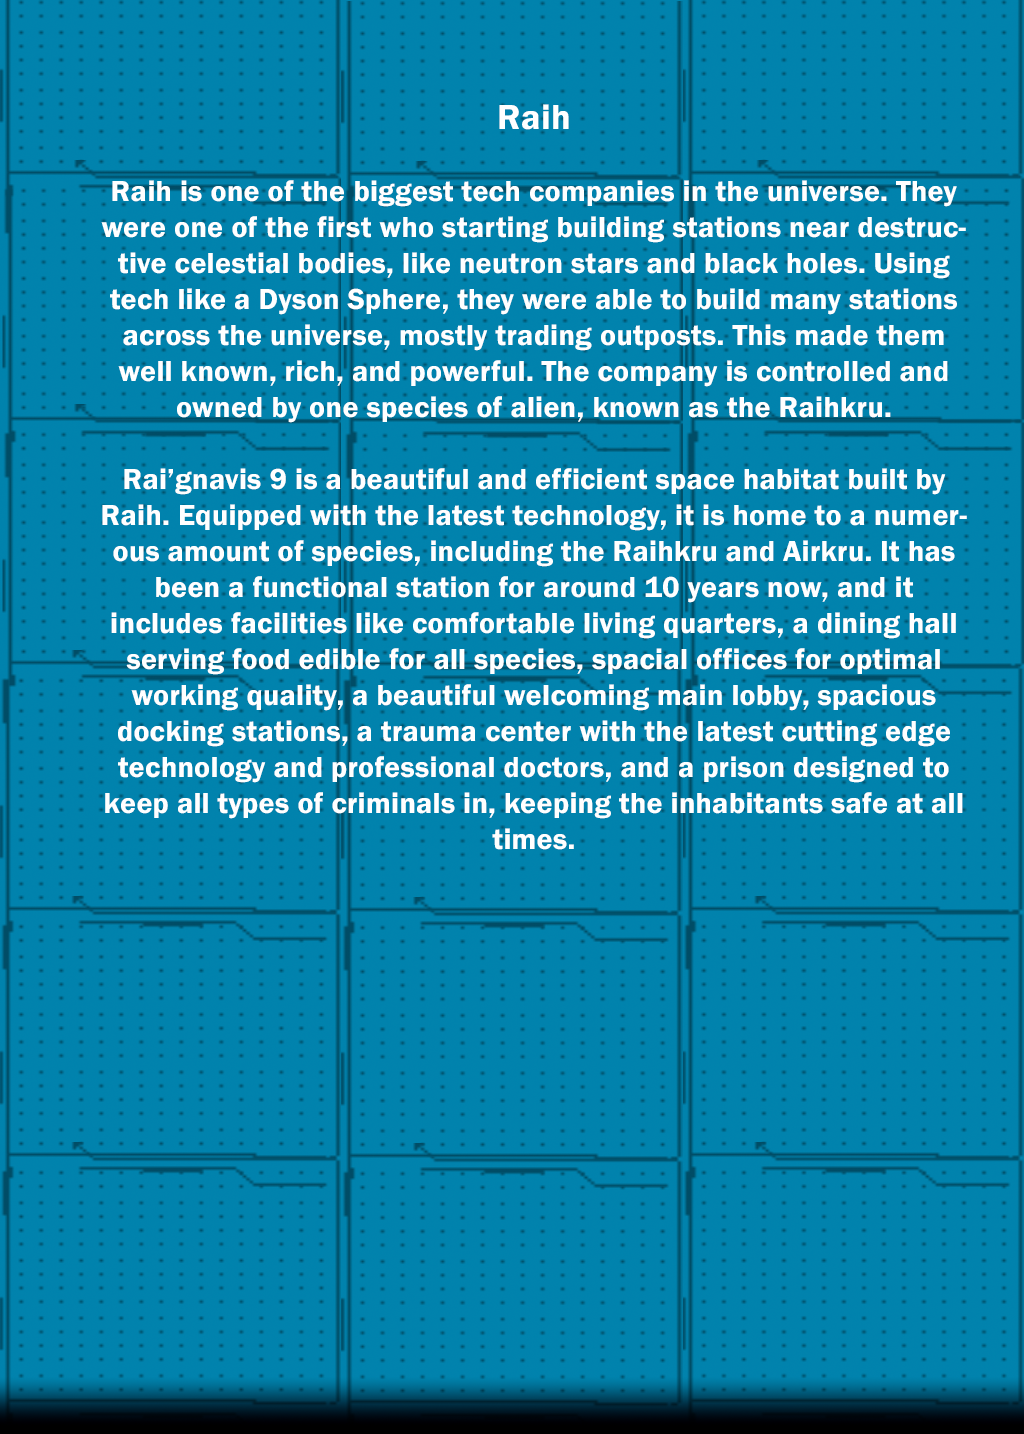 Raih
Raih is one of the biggest tech companies in the universe. They
were one of the first who starting building stations near destruc-
tive celestial bodies, like neutron stars and black holes. Using
tech like a Dyson Sphere, they were able to build many stations
across the universe, mostly trading outposts. This made them
well known, rich, and powerful. The company is controlled and
owned by one species of alien, known as the Raihkru.
Rai’gnavis 9 is a beautiful and efficient space habitat built by
Raih. Equipped with the latest technology, it is home to a numer-
ous amount of species, including the Raihkru and Airkru. It has
been a functional station for around 10 years now, and it
includes facilities like comfortable living quarters, a dining hall
serving food edible for all species, spacial offices for optimal
working quality, a beautiful welcoming main lobby, spacious
docking stations, a trauma center with the latest cutting edge
technology and professional doctors, and a prison designed to
keep all types of criminals in, keeping the inhabitants safe at all
times.